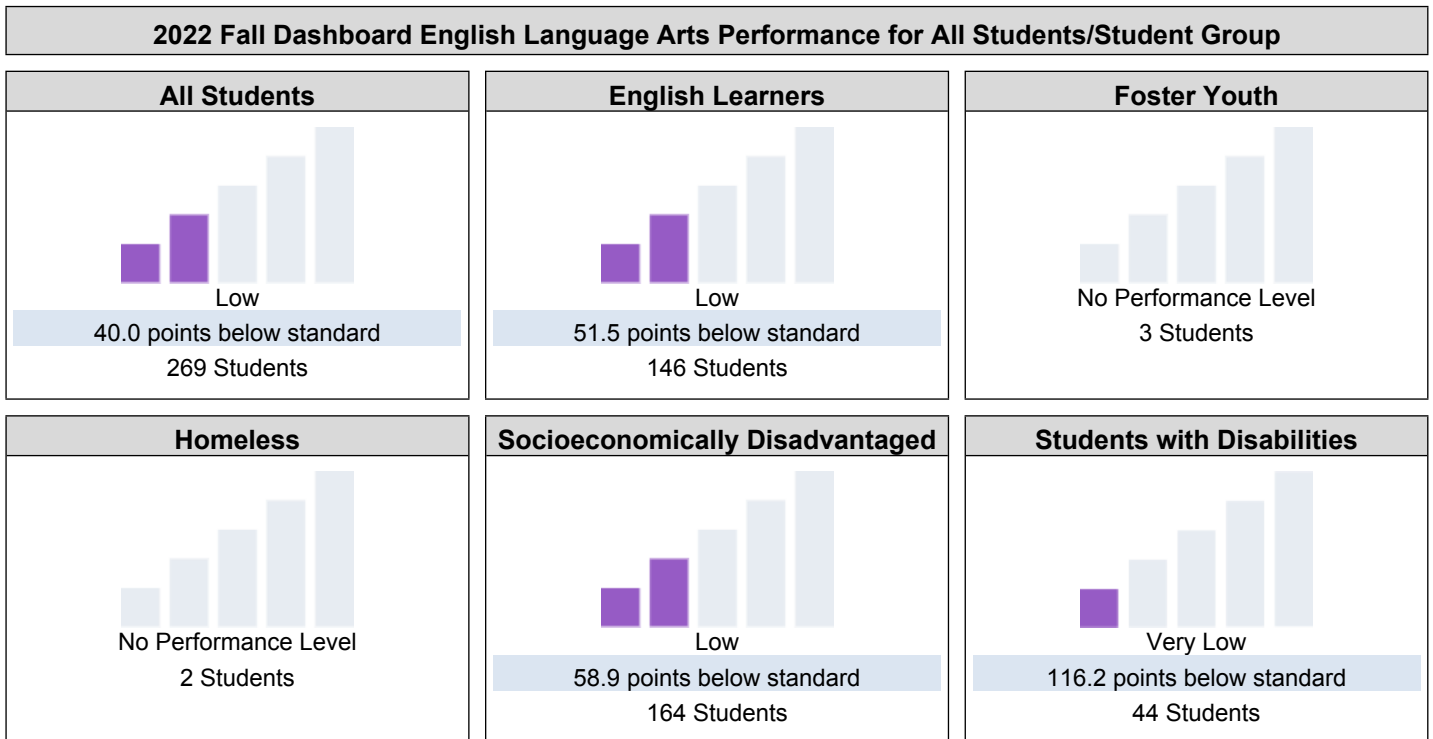 2022 Fall Dashboard English Language Arts Performance for All Students/Student Group
All Students
Low
40.0 points below standard
269 Students
English Learners
Low
51.5 points below standard
146 Students
Foster Youth
No Performance Level
3 Students
Homeless
No Performance Level
2 Students
Socioeconomically Disadvantaged
Low
58.9 points below standard
164 Students
Students with Disabilities
Very Low
116.2 points below standard
44 Students